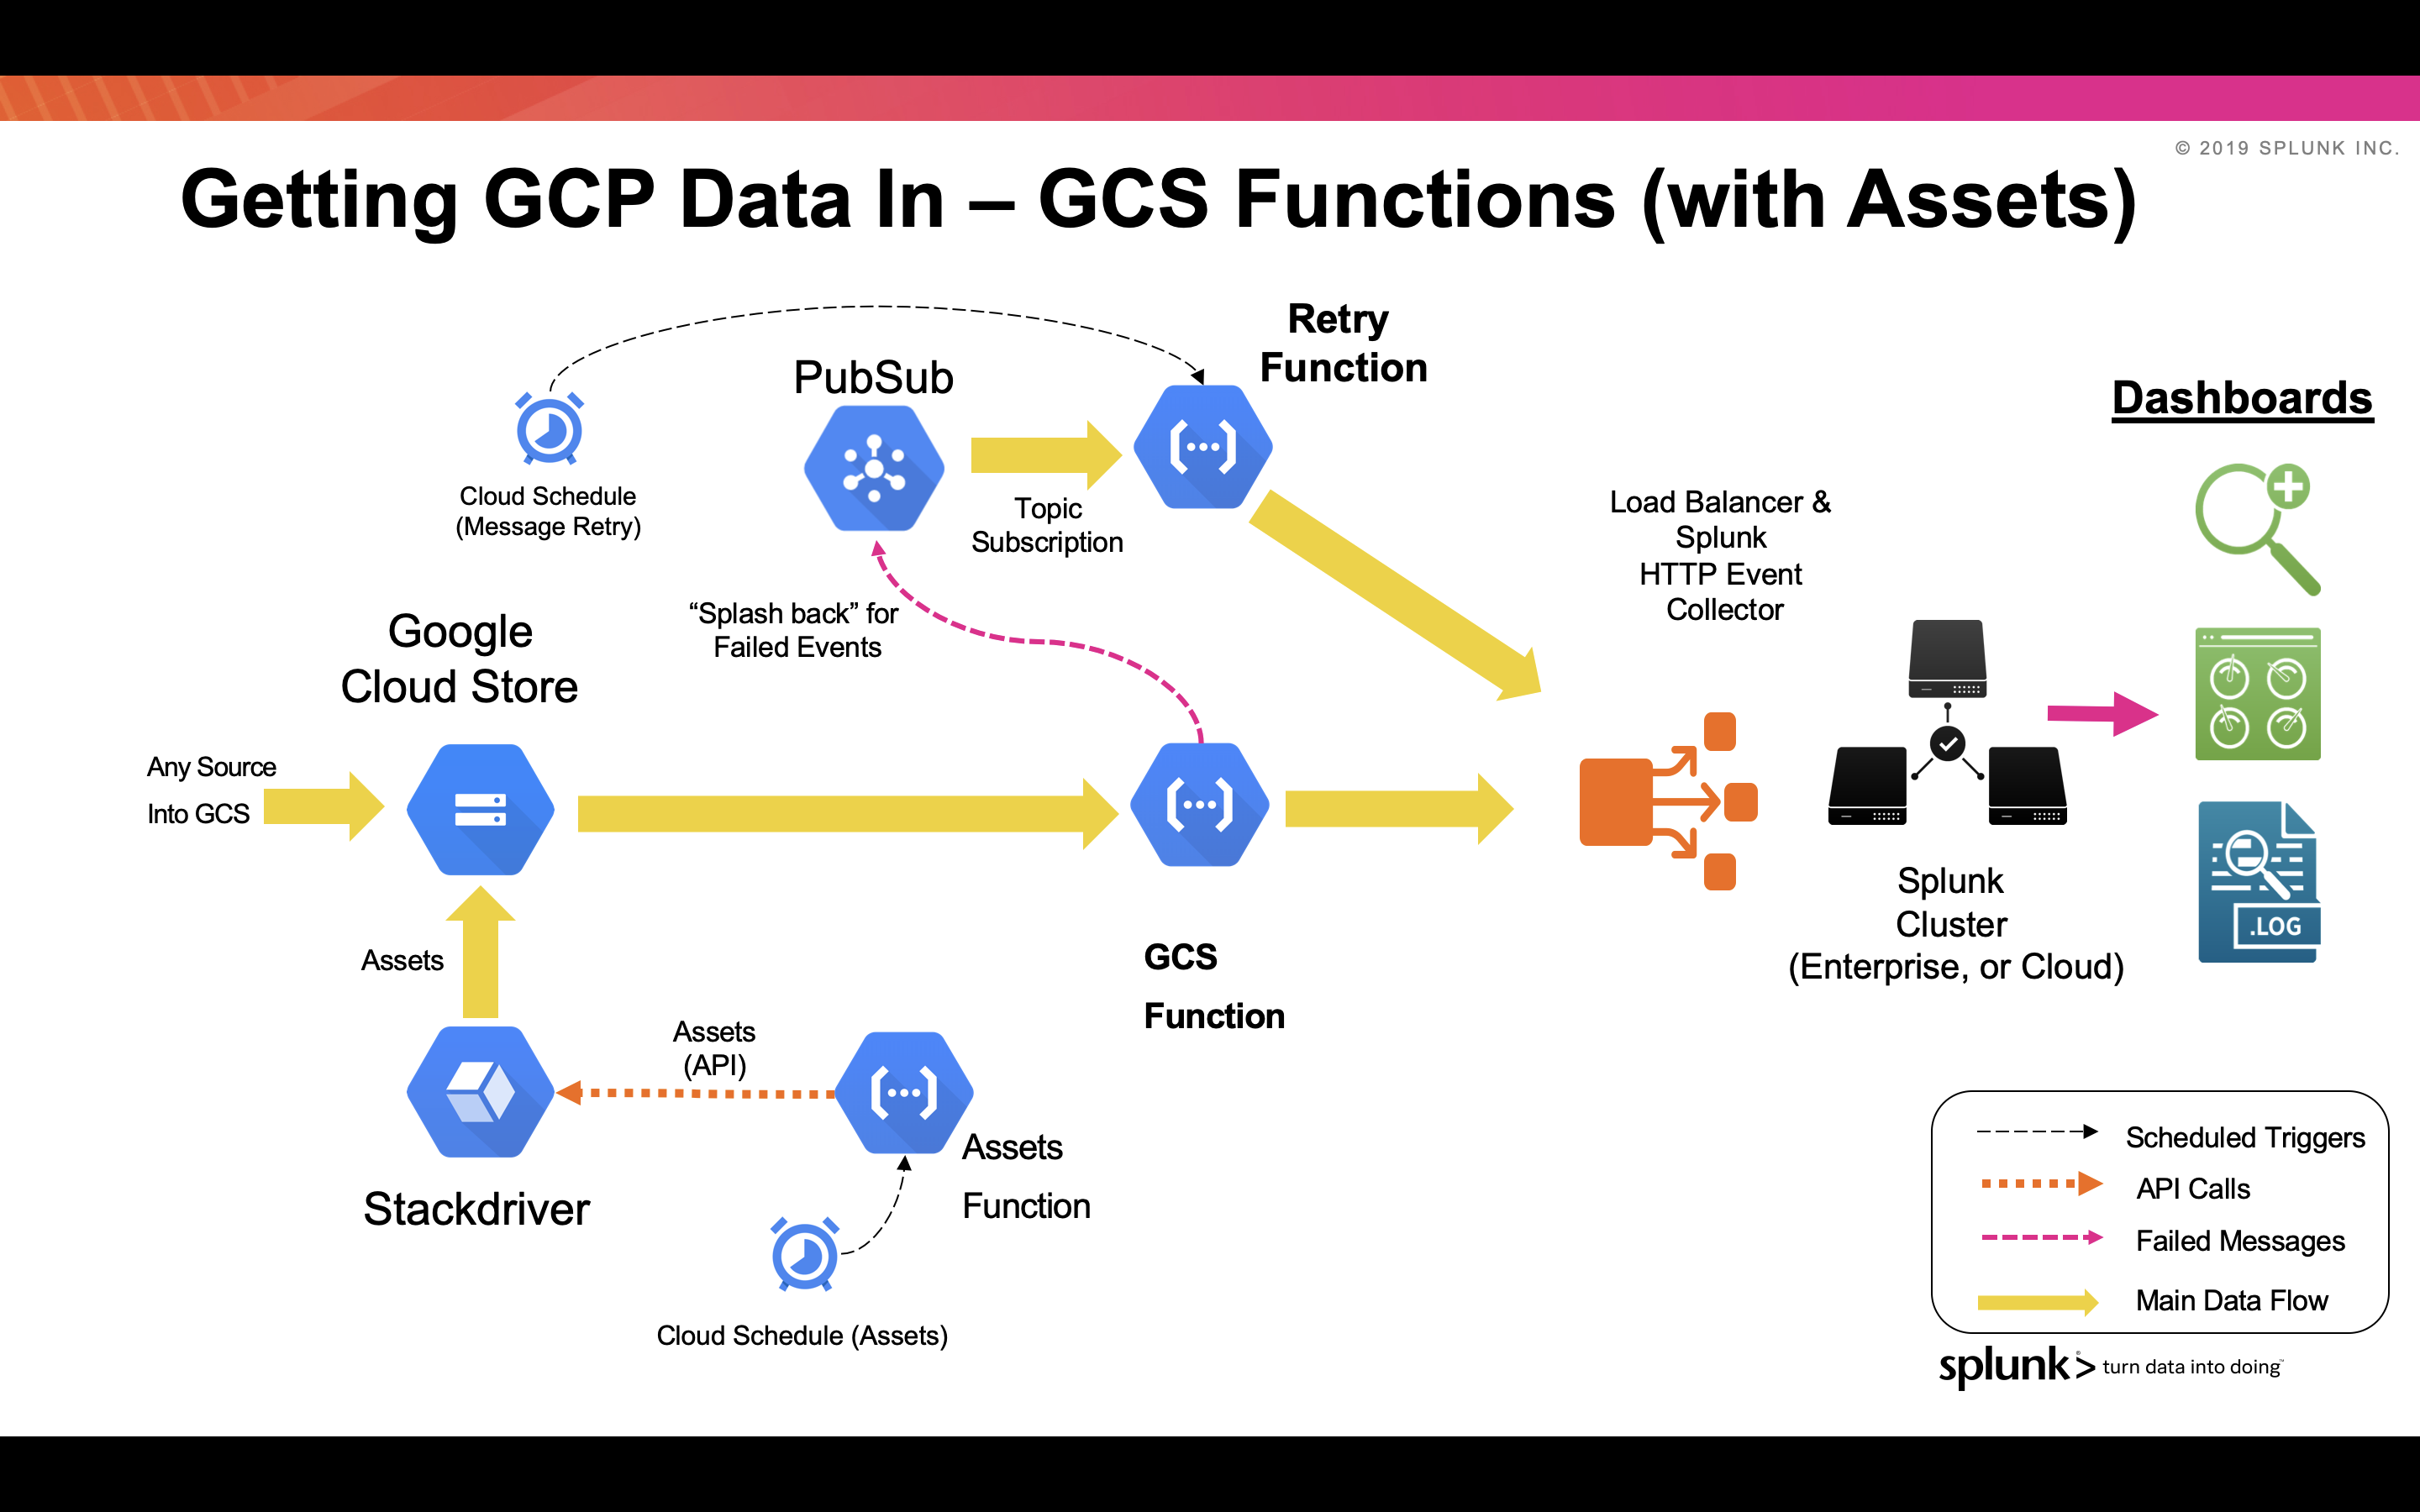 © 2019 SPLUNK INC.
Getting GCP Data In – GCS Functions (with Assets)
Retry
Function
PubSub
Dashboards
Cloud Schedule
(Message Retry)
Topic
Subscription
Load Balancer &
Splunk
HTTP Event
Collector
“Splash back” for
Failed Events
Google
Cloud Store
Any Source
Into GCS
Splunk
Cluster
(Enterprise, or Cloud)
.LOG
GCS
Function
Assets
Assets
(API)
Assets
Function
Stackdriver
Cloud Schedule (Assets)
Scheduled Triggers
API Calls
Failed Messages
Main Data Flow
splunk> turn data into doing™